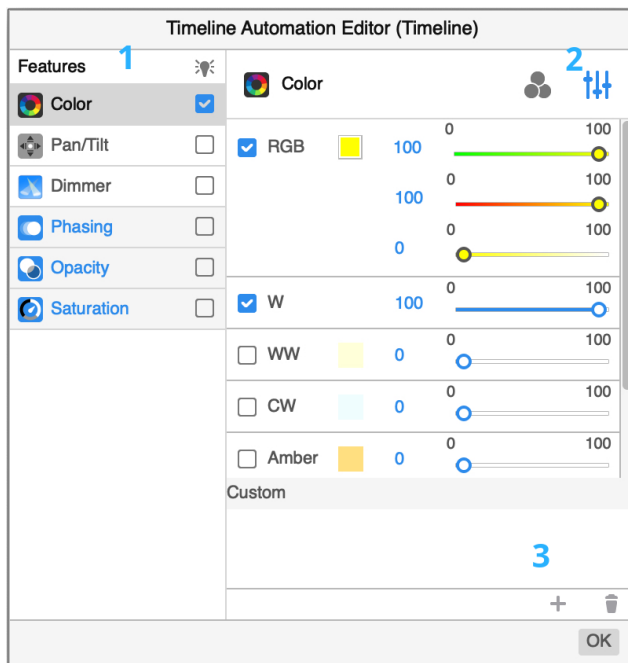 Timeline Automation Editor (Timeline)
Features 1
Color
Pan/Tilt
Dimmer
Phasing
Opacity
Saturation
Color 2
0 100
RGB 100
0 100
100
0 100
0
0 100
W 100
0 100
WW 0
0 100
CW 0
0 100
Amber 0
Custom
3
OK